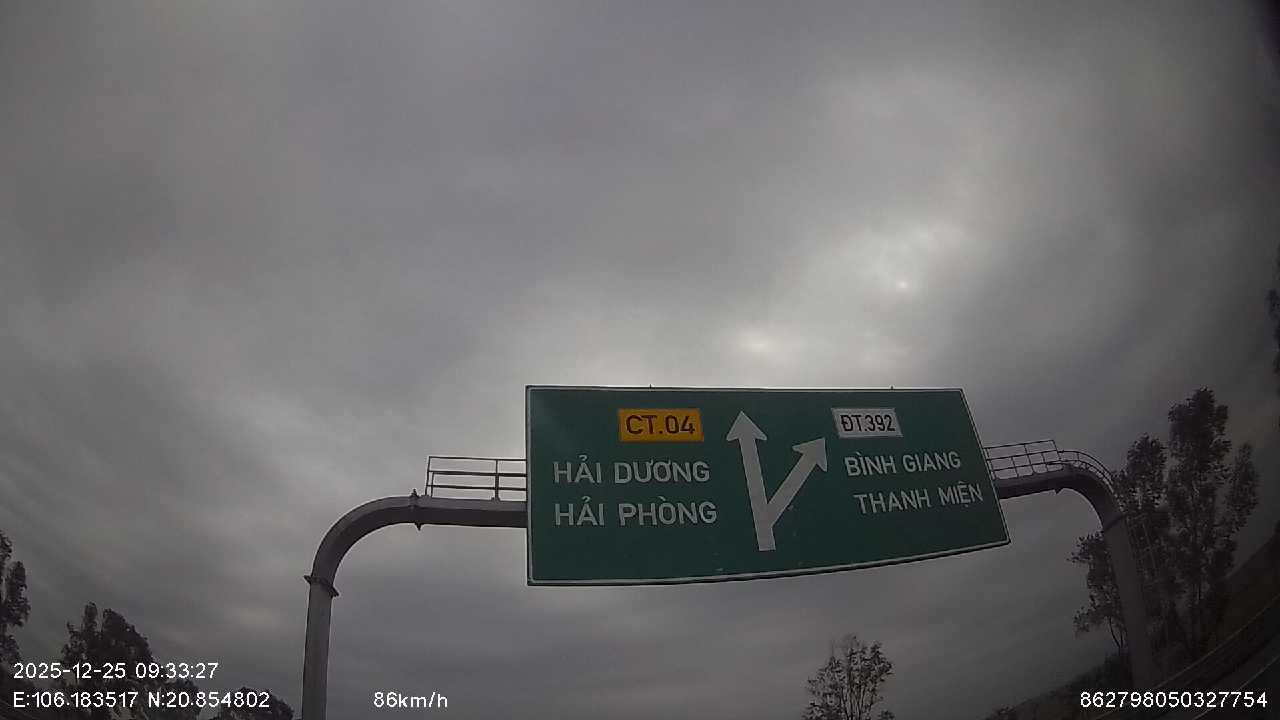 CT.04
HẢI DƯƠNG
HẢI PHÒNG
ĐT.392
BÌNH GIANG
THANH MIỆN
2025-12-25 09:33:27
E:106.183517 N:20.854802
86km/h
862798050327754